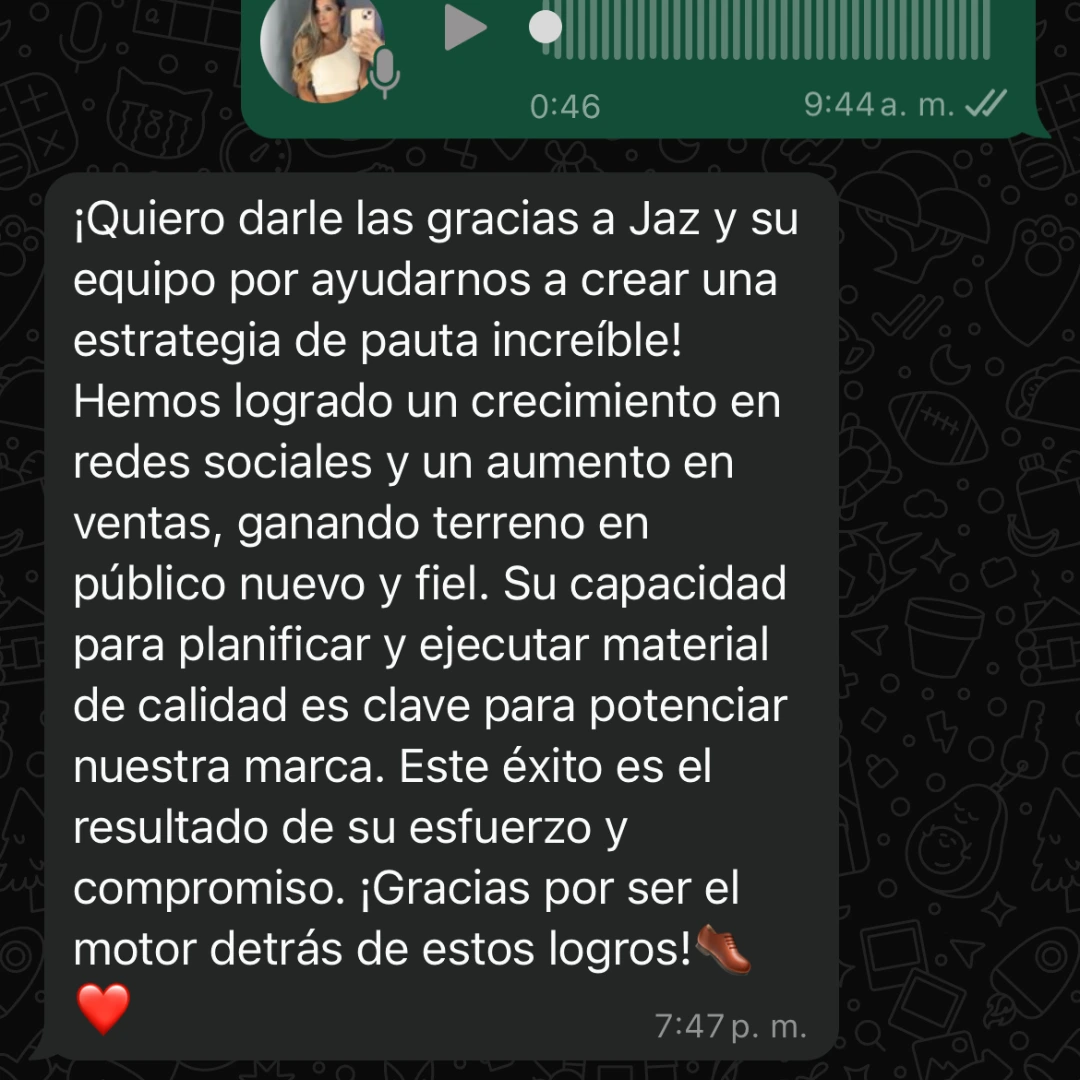 0:46
9:44 a. m.
¡Quiero darle las gracias a Jaz y su
equipo por ayudarnos a crear una
estrategia de pauta increíble!
Hemos logrado un crecimiento en
redes sociales y un aumento en
ventas, ganando terreno en
público nuevo y fiel. Su capacidad
para planificar y ejecutar material
de calidad es clave para potenciar
nuestra marca. Este éxito es el
resultado de su esfuerzo y
compromiso. ¡Gracias por ser el
motor detrás de estos logros!👞
❤️
7:47 p. m.